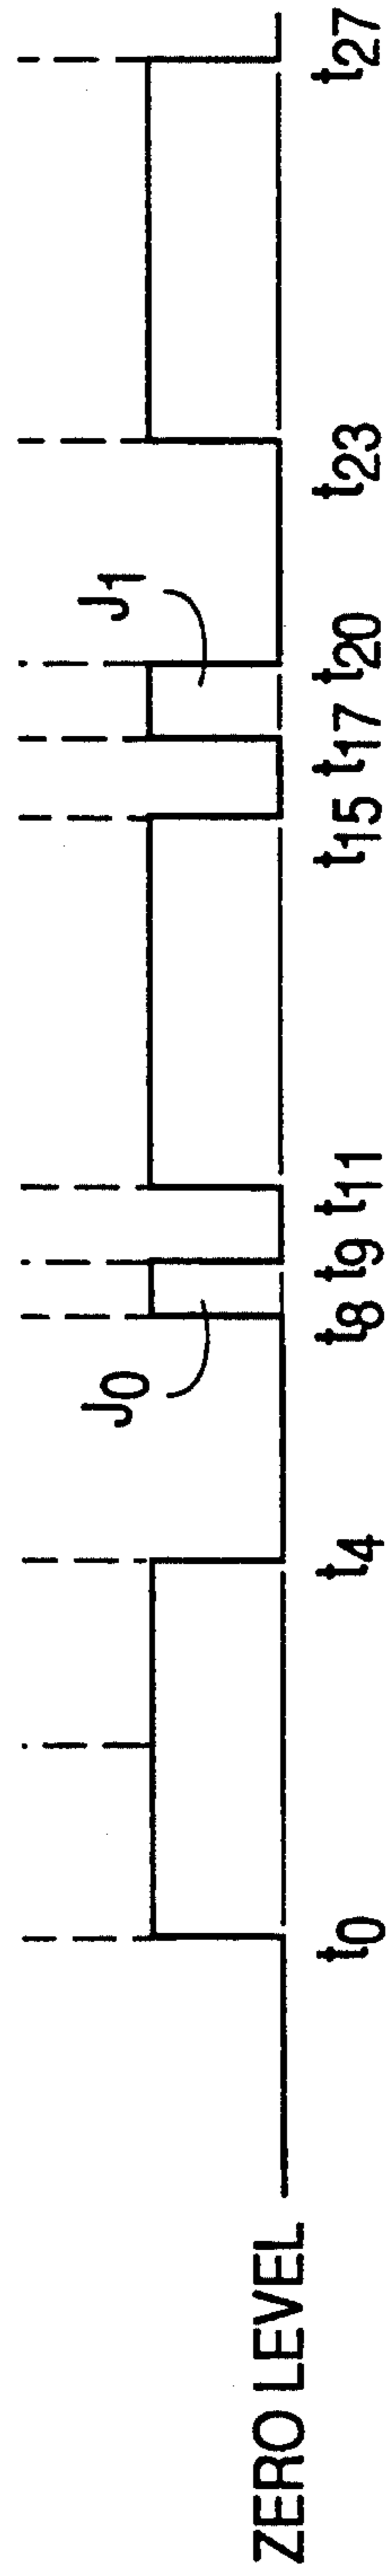 J₀ J₁
ZERO LEVEL
t₀ t₄ t₈ t₉ t₁₁ t₁₅ t₁₇ t₂₀ t₂₃ t₂₇